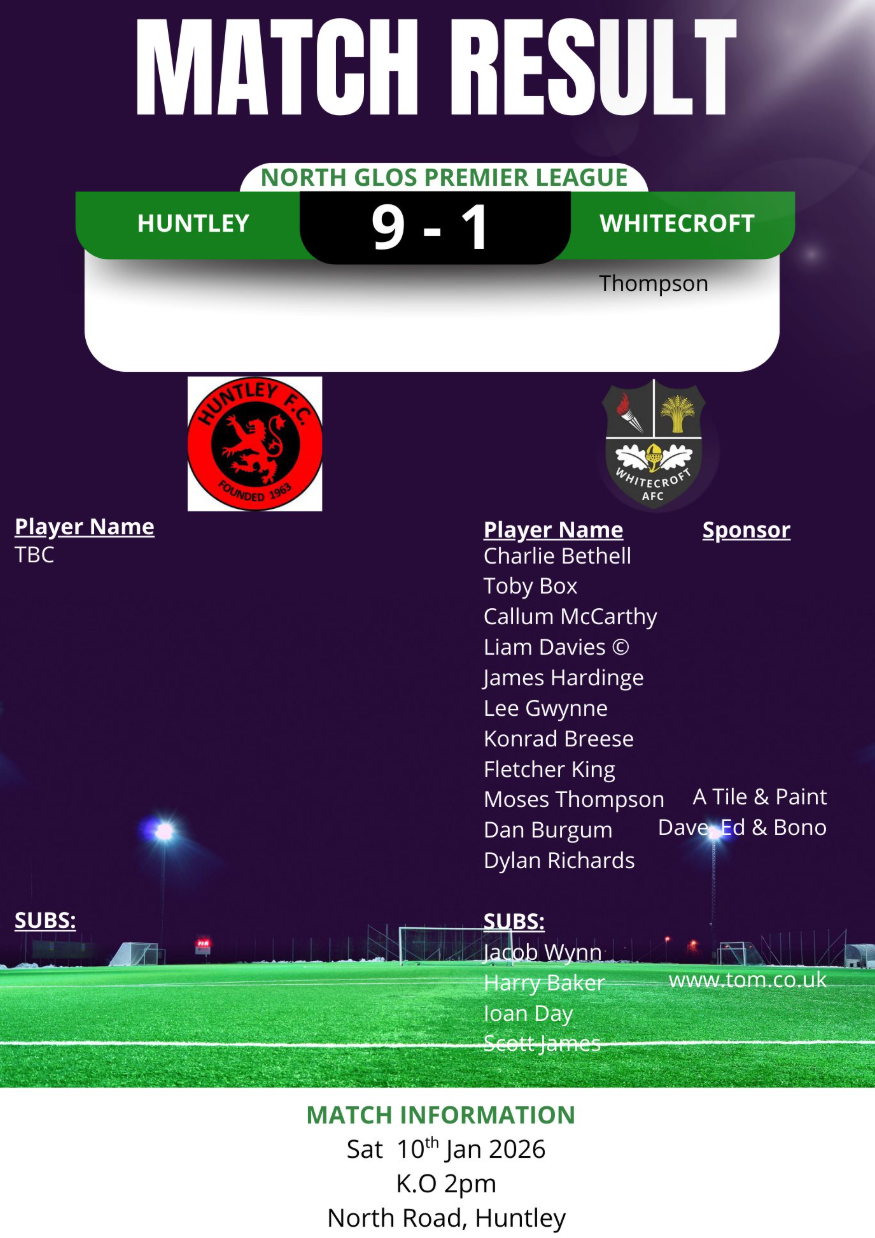 MATCH RESULT
NORTH GLOS PREMIER LEAGUE
HUNTLEY 9 - 1 WHITECROFT
Thompson
HUNTLEY F.C.
FOUNDED 1963
WHITECROFT
AFC
Player Name
TBC
SUBS:
Player Name Sponsor
Charlie Bethell
Toby Box
Callum McCarthy
Liam Davies ©
James Hardinge
Lee Gwynne
Konrad Breese
Fletcher King
Moses Thompson A Tile & Paint
Dan Burgum Dave, Ed & Bono
Dylan Richards
SUBS:
Jacob Wynn
Harry Baker www.tom.co.uk
Ioan Day
Scott James
MATCH INFORMATION
Sat 10th Jan 2026
K.O 2pm
North Road, Huntley